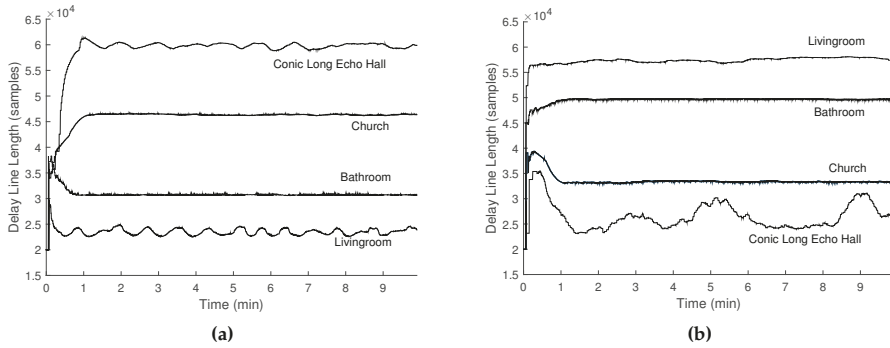 ×10⁴
6.5
6
5.5
5
4.5
4
3.5
3
2.5
2
1.5
Delay Line Length (samples)
Conic Long Echo Hall
Church
Bathroom
Livingroom
0 1 2 3 4 5 6 7 8 9
Time (min)
(a)
×10⁴
6.5
6
5.5
5
4.5
4
3.5
3
2.5
2
1.5
Delay Line Length (samples)
Livingroom
Bathroom
Church
Conic Long Echo Hall
0 1 2 3 4 5 6 7 8 9
Time (min)
(b)